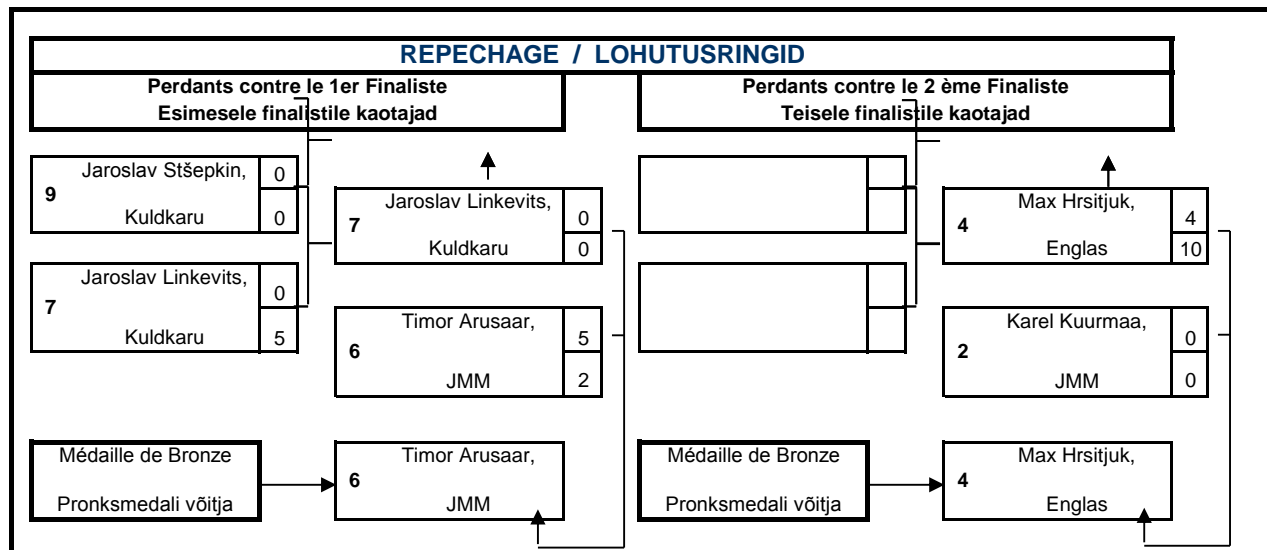 REPECHAGE / LOHUTUSRINGID
Perdants contre le 1er Finaliste
Esimesele finalistile kaotajad
Perdants contre le 2 ème Finaliste
Teisele finalistile kaotajad
9 Jaroslav Stšepkin, 0
Kuldkaru 0
7 Jaroslav Linkevits, 0
Kuldkaru 5
7 Jaroslav Linkevits, 0
Kuldkaru 0
6 Timor Arusaar, 5
JMM 2
Médaille de Bronze
Pronksmedali võitja
6 Timor Arusaar,
JMM
4 Max Hrsitjuk, 4
Englas 10
2 Karel Kuurmaa, 0
JMM 0
Médaille de Bronze
Pronksmedali võitja
4 Max Hrsitjuk,
Englas